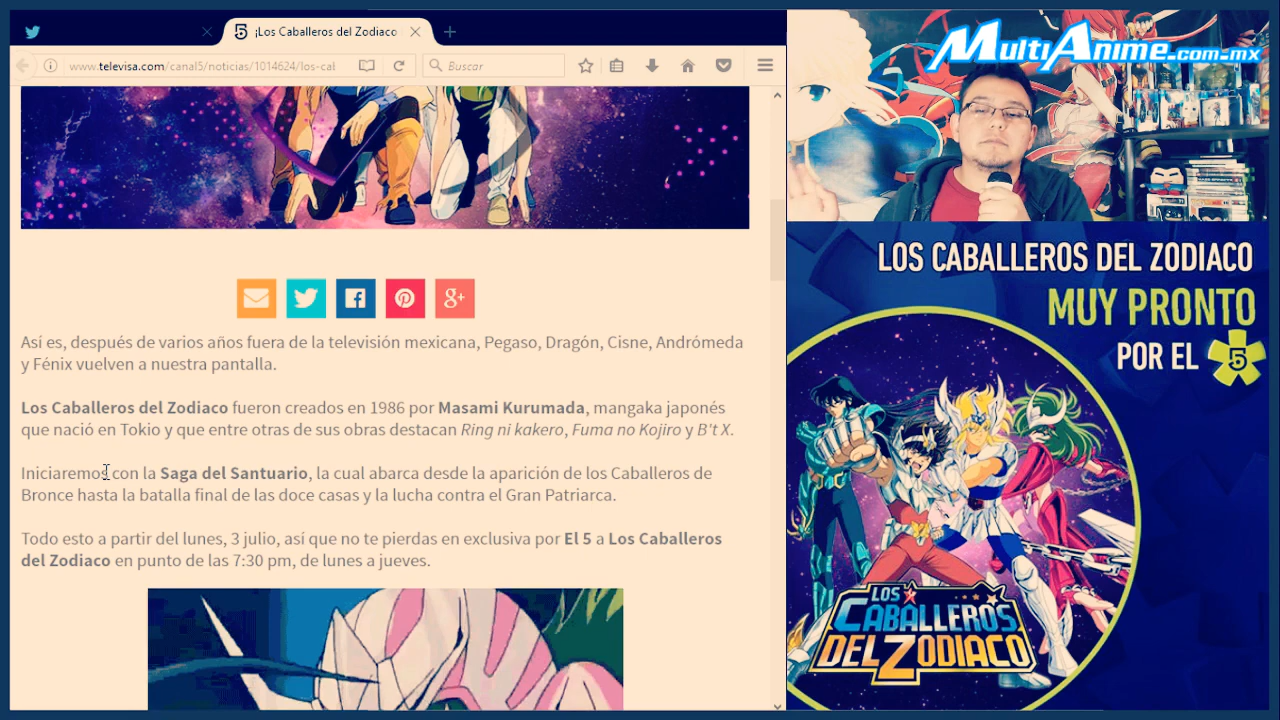 ¡Los Caballeros del Zodiaco
www.televisa.com/canal5/noticias/1014624/los-cal
Buscar
Así es, después de varios años fuera de la televisión mexicana, Pegaso, Dragón, Cisne, Andrómeda
y Fénix vuelven a nuestra pantalla.
Los Caballeros del Zodiaco fueron creados en 1986 por Masami Kurumada, mangaka japonés
que nació en Tokio y que entre otras de sus obras destacan Ring ni kakero, Fuma no Kojiro y B't X.
Iniciaremos con la Saga del Santuario, la cual abarca desde la aparición de los Caballeros de
Bronce hasta la batalla final de las doce casas y la lucha contra el Gran Patriarca.
Todo esto a partir del lunes, 3 julio, así que no te pierdas en exclusiva por El 5 a Los Caballeros
del Zodiaco en punto de las 7:30 pm, de lunes a jueves.
MultiAnime.com.mx
LOS CABALLEROS DEL ZODIACO
MUY PRONTO
POR EL 5
LOS
CABALLEROS
DEL ZODIACO